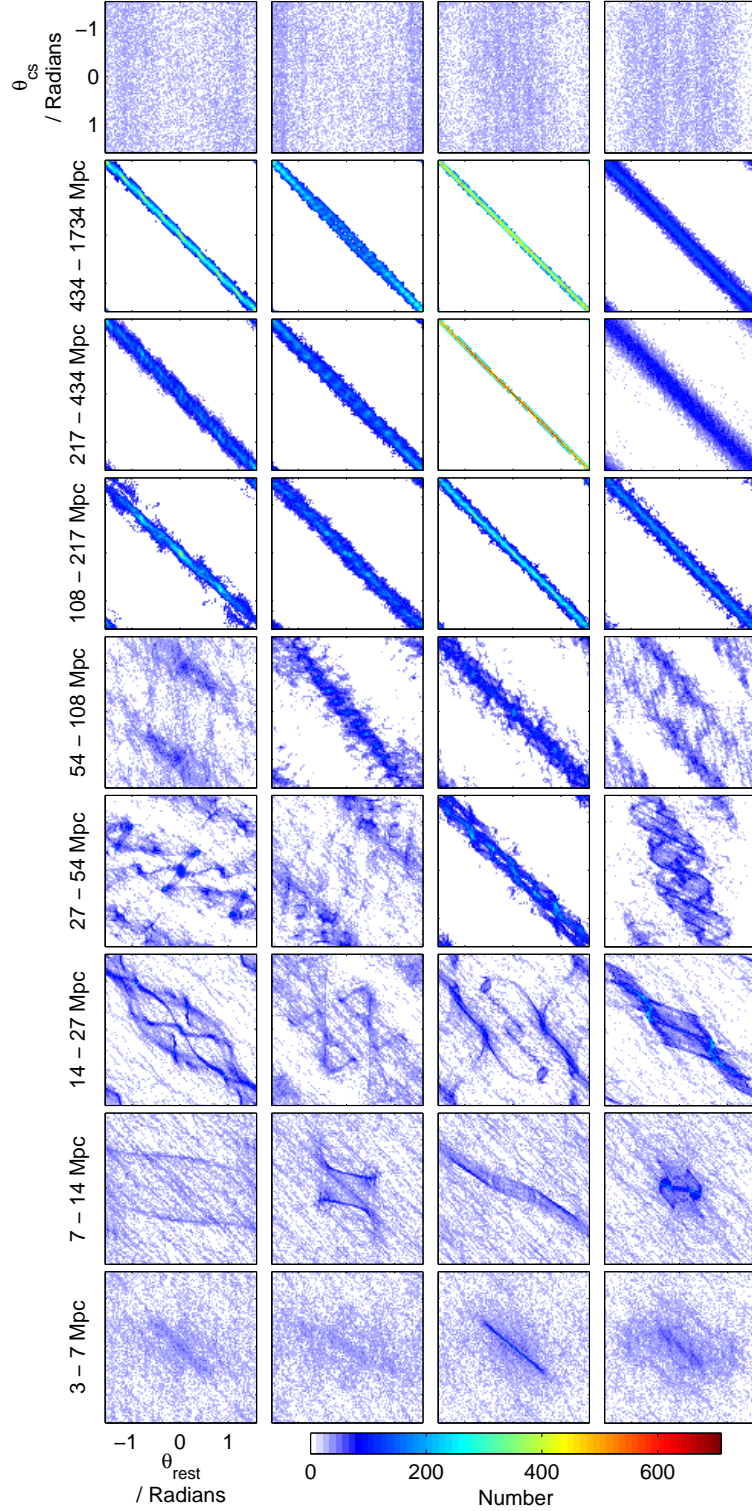 θcs
/ Radians
−1
0
1
434 − 1734 Mpc
217 − 434 Mpc
108 − 217 Mpc
54 − 108 Mpc
27 − 54 Mpc
14 − 27 Mpc
7 − 14 Mpc
3 − 7 Mpc
−1 0 1
θrest
/ Radians
0 200 400 600
Number